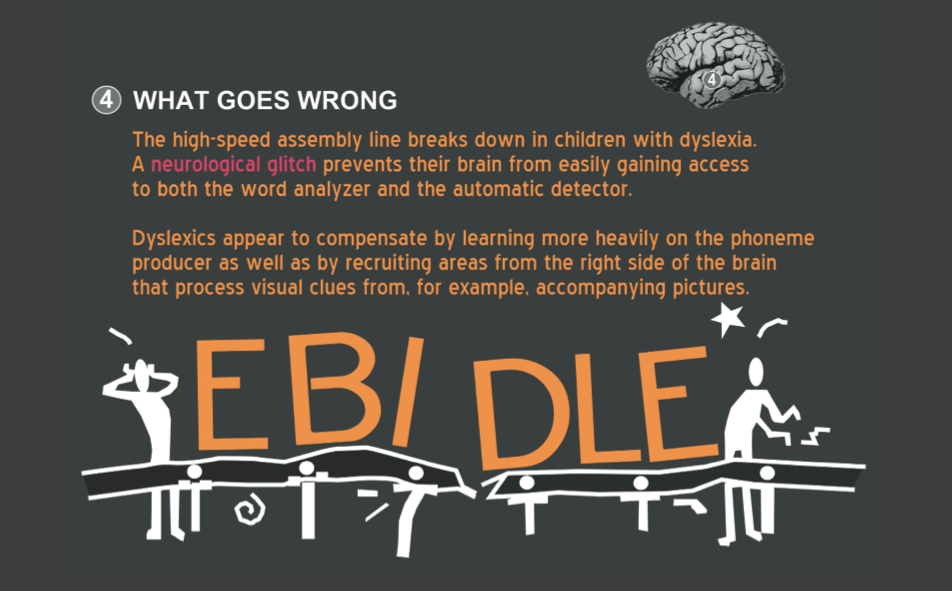 4
4 WHAT GOES WRONG
The high-speed assembly line breaks down in children with dyslexia.
A neurological glitch prevents their brain from easily gaining access
to both the word analyzer and the automatic detector.
Dyslexics appear to compensate by learning more heavily on the phoneme
producer as well as by recruiting areas from the right side of the brain
that process visual clues from, for example, accompanying pictures.
EBI DLE